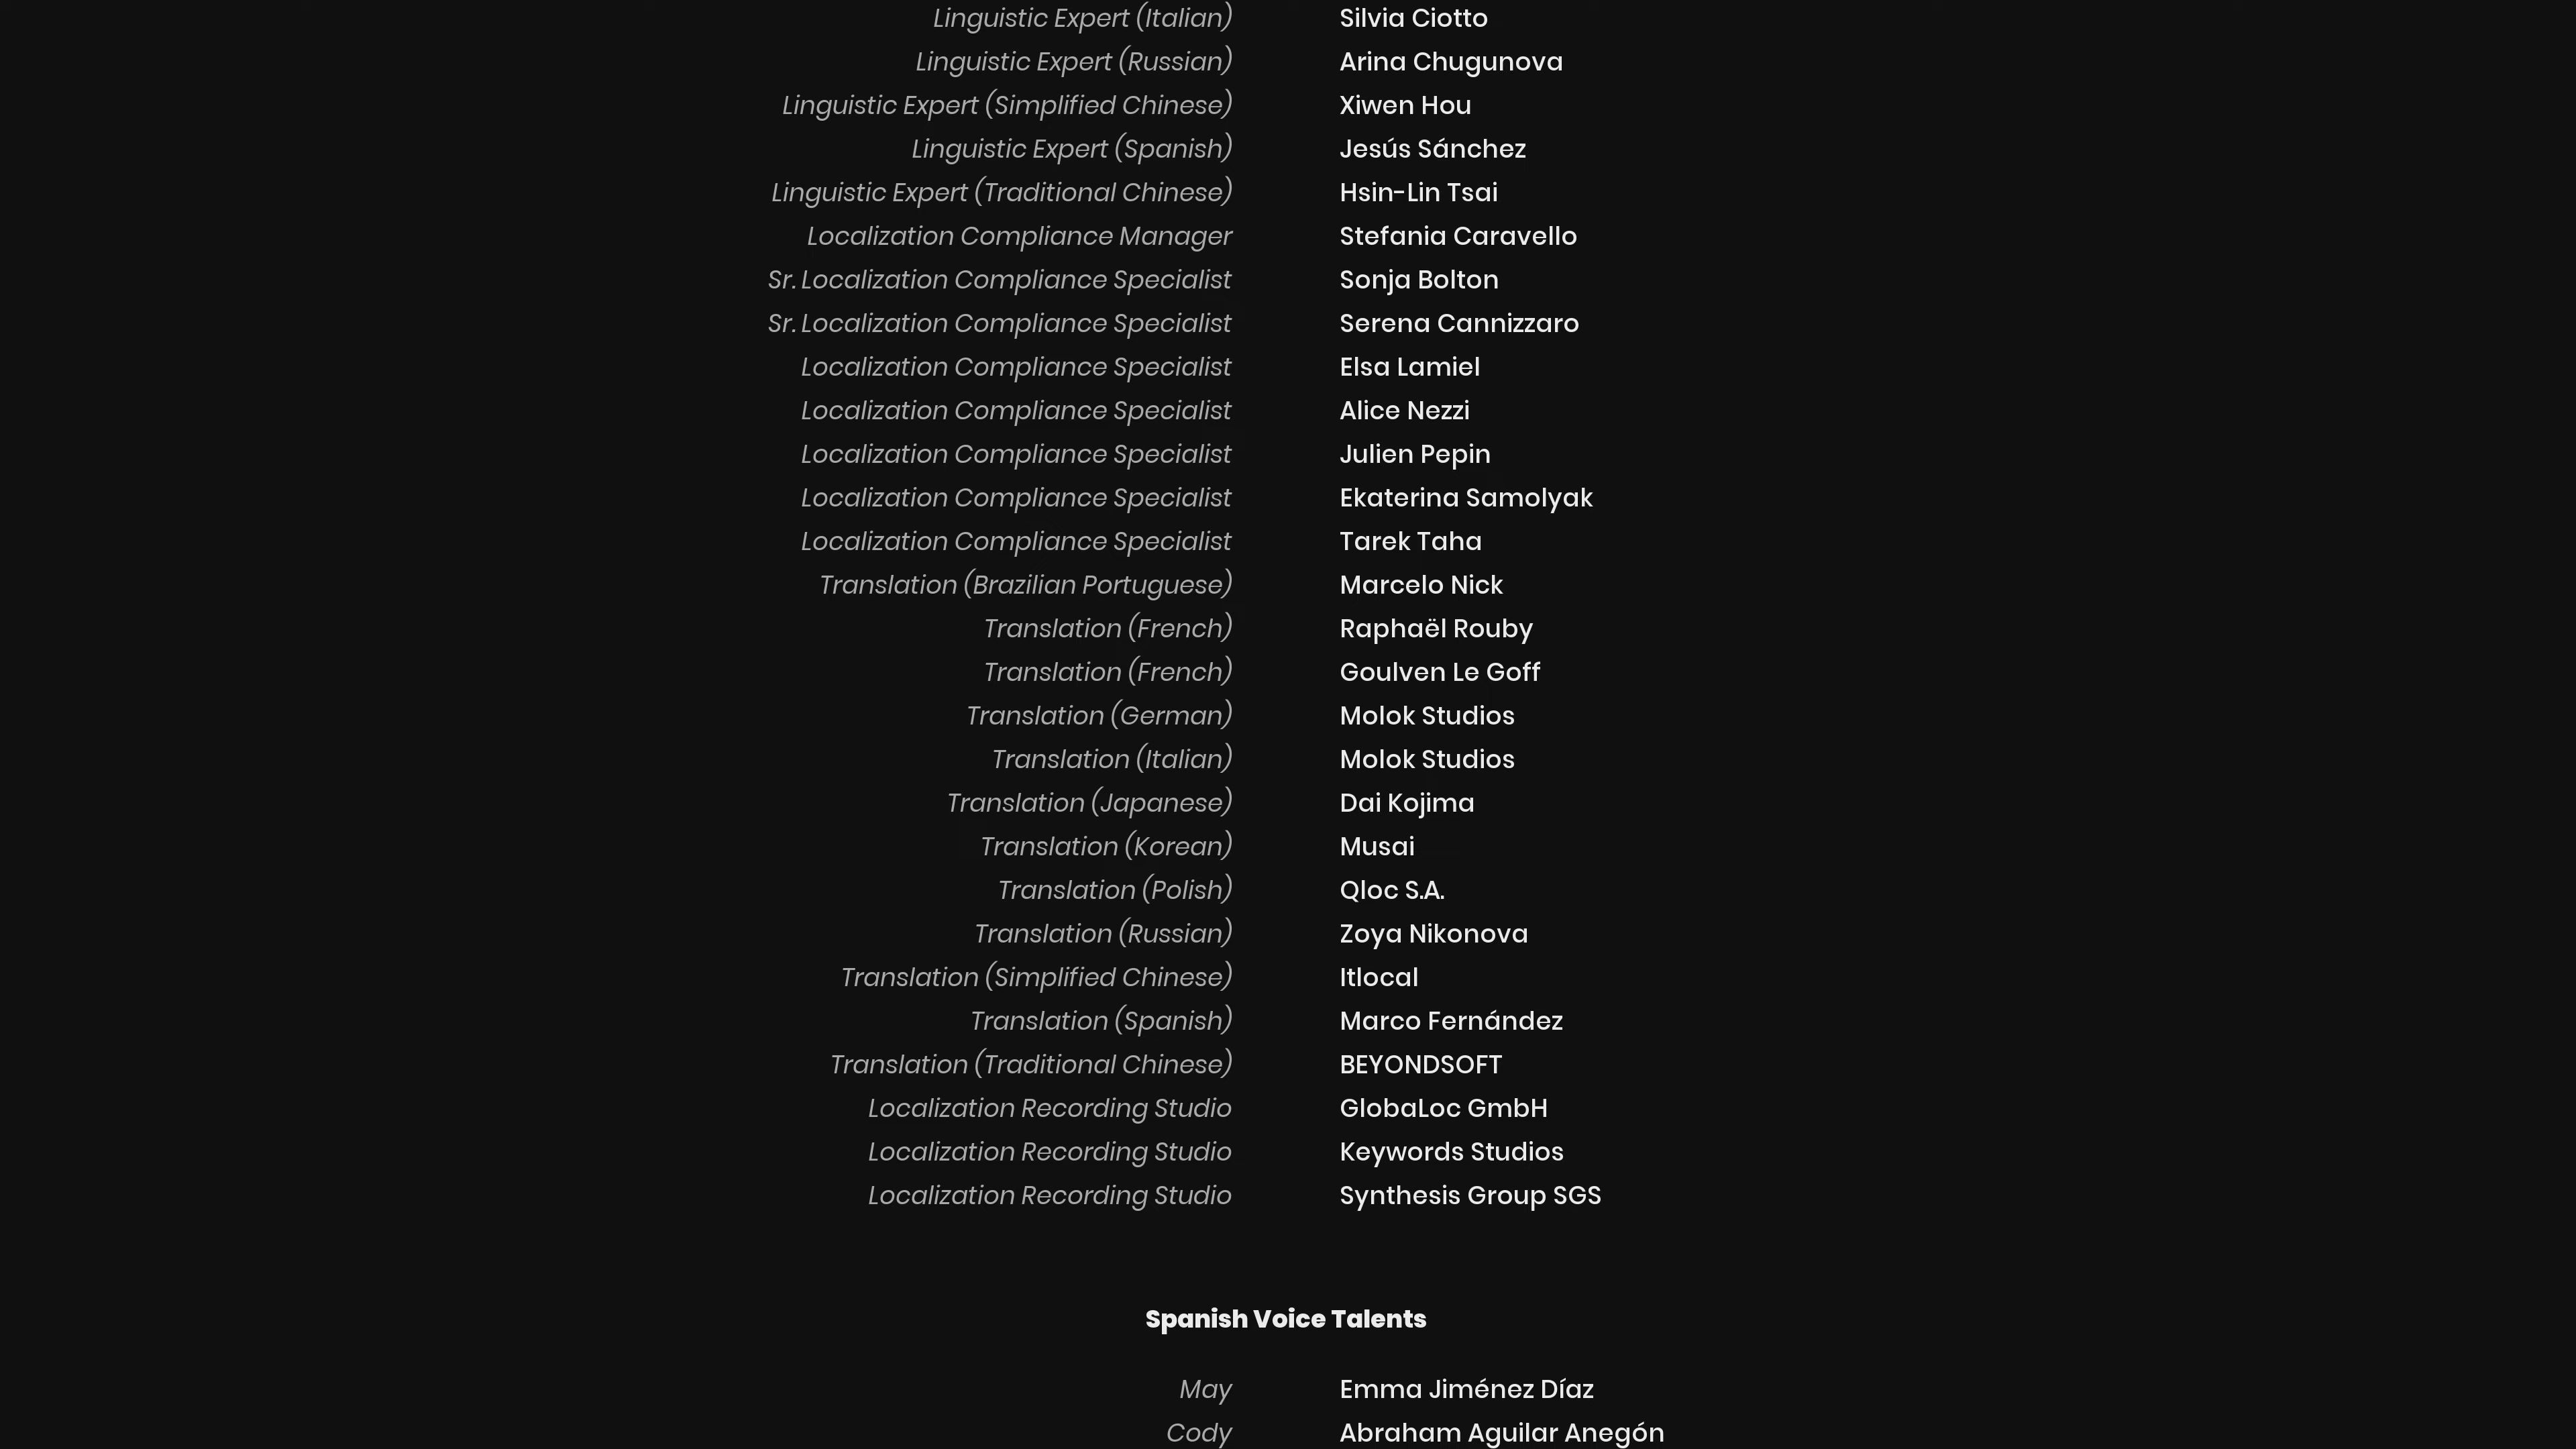 Linguistic Expert (Italian) Silvia Ciotto
Linguistic Expert (Russian) Arina Chugunova
Linguistic Expert (Simplified Chinese) Xiwen Hou
Linguistic Expert (Spanish) Jesús Sánchez
Linguistic Expert (Traditional Chinese) Hsin-Lin Tsai
Localization Compliance Manager Stefania Caravello
Sr. Localization Compliance Specialist Sonja Bolton
Sr. Localization Compliance Specialist Serena Cannizzaro
Localization Compliance Specialist Elsa Lamiel
Localization Compliance Specialist Alice Nezzi
Localization Compliance Specialist Julien Pepin
Localization Compliance Specialist Ekaterina Samolyak
Localization Compliance Specialist Tarek Taha
Translation (Brazilian Portuguese) Marcelo Nick
Translation (French) Raphaël Rouby
Translation (French) Goulven Le Goff
Translation (German) Molok Studios
Translation (Italian) Molok Studios
Translation (Japanese) Dai Kojima
Translation (Korean) Musai
Translation (Polish) Qloc S.A.
Translation (Russian) Zoya Nikonova
Translation (Simplified Chinese) Itlocal
Translation (Spanish) Marco Fernández
Translation (Traditional Chinese) BEYONDSOFT
Localization Recording Studio GlobaLoc GmbH
Localization Recording Studio Keywords Studios
Localization Recording Studio Synthesis Group SGS
Spanish Voice Talents
May Emma Jiménez Díaz
Cody Abraham Aguilar Anegón